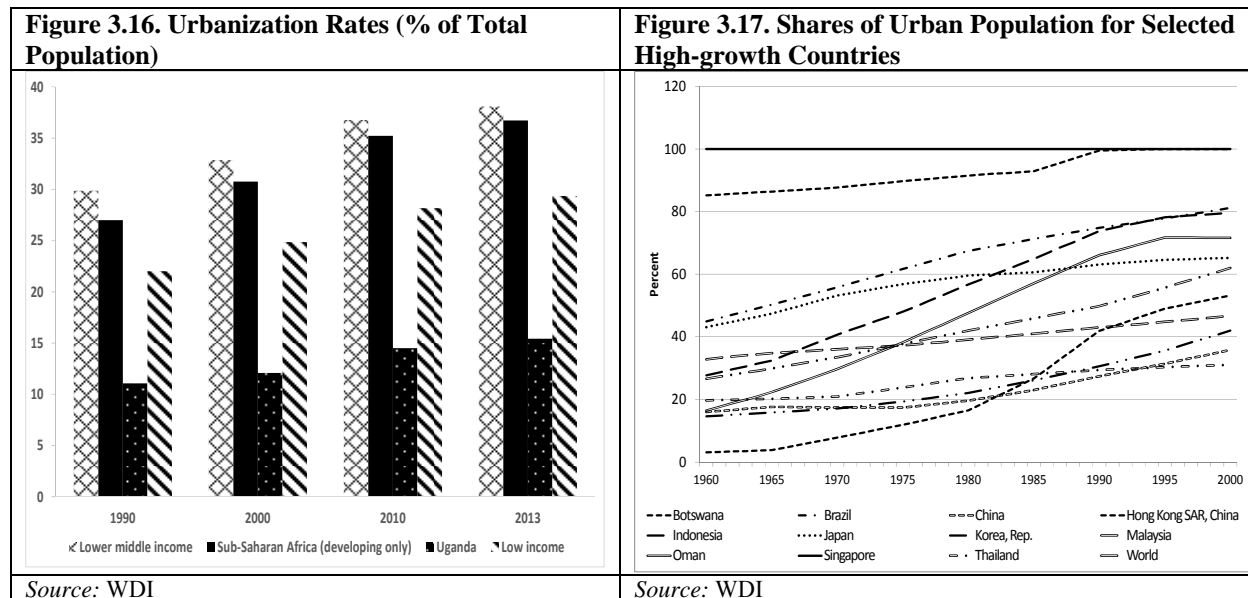 Figure 3.16. Urbanization Rates (% of Total
Population)
40
35
30
25
20
15
10
5
0
1990 2000 2010 2013
Lower middle income Sub-Saharan Africa (developing only) Uganda Low income
Source: WDI
Figure 3.17. Shares of Urban Population for Selected
High-growth Countries
120
100
80
60
40
20
0
Percent
1960 1965 1970 1975 1980 1985 1990 1995 2000
Botswana Brazil China Hong Kong SAR, China
Indonesia Japan Korea, Rep. Malaysia
Oman Singapore Thailand World
Source: WDI